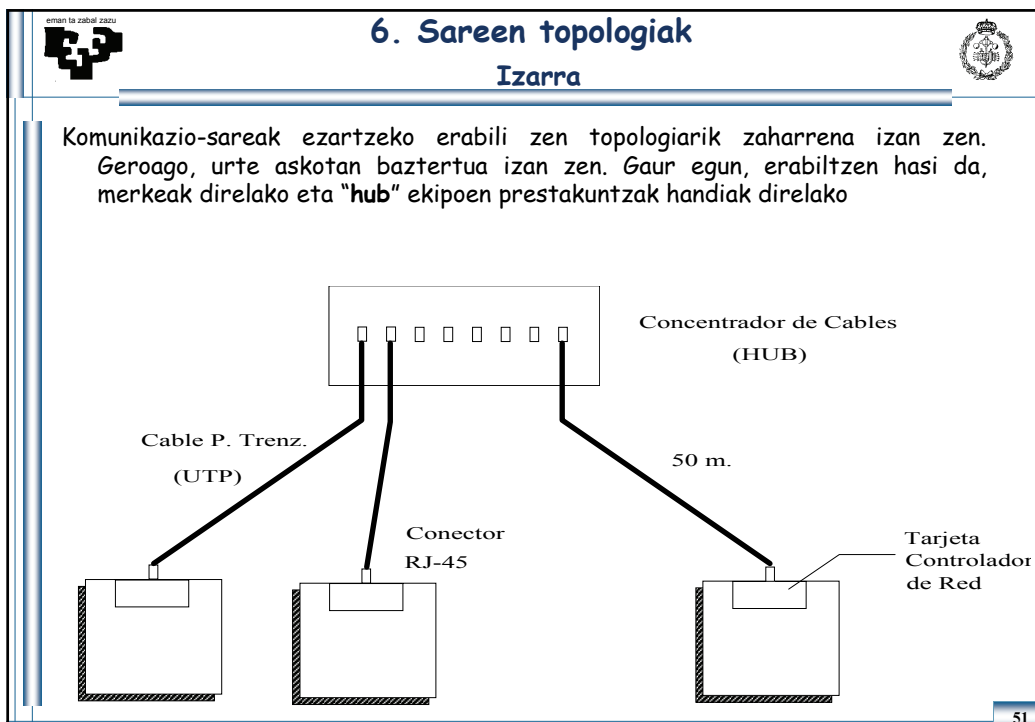 eman ta zabal zazu
6. Sareen topologiak
Izarra
Komunikazio-sareak ezartzeko erabili zen topologiarik zaharrena izan zen.
Geroago, urte askotan baztertua izan zen. Gaur egun, erabiltzen hasi da,
merkeak direlako eta “hub” ekipoen prestakuntzak handiak direlako
Concentrador de Cables
(HUB)
Cable P. Trenz.
(UTP)
50 m.
Conector
RJ-45
Tarjeta
Controlador
de Red
51